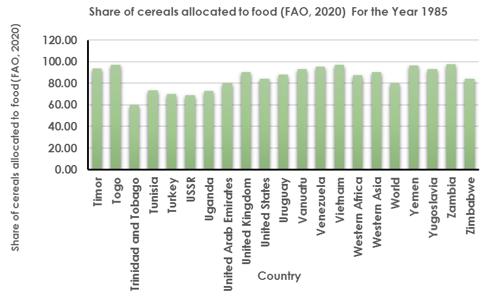 Share of cereals allocated to food (FAO, 2020) For the Year 1985
Share of cereals allocated to food (FAO, 2020)
120.00
100.00
80.00
60.00
40.00
20.00
0.00
Timor
Togo
Trinidad and Tobago
Tunisia
Turkey
USSR
Uganda
United Arab Emirates
United Kingdom
United States
Uruguay
Vanuatu
Venezuela
Vietnam
Western Africa
Western Asia
World
Yemen
Yugoslavia
Zambia
Zimbabwe
Country